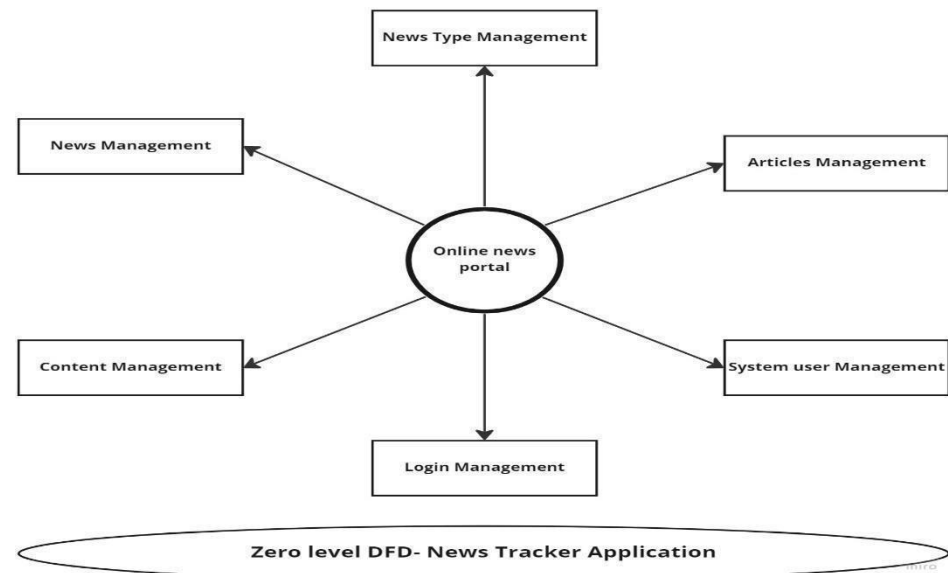 News Type Management
News Management
Articles Management
Online news
portal
Content Management
System user Management
Login Management
Zero level DFD- News Tracker Application
miro